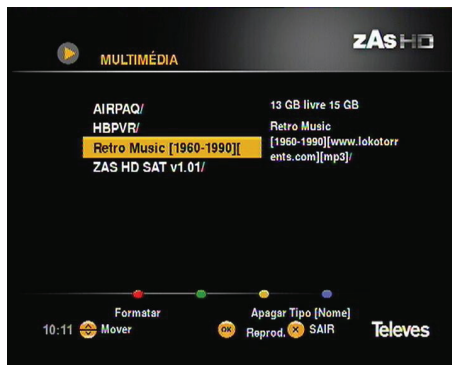 zAs HD
MULTIMÉDIA
AIRPAQ/
HBPVR/
Retro Music [1960-1990][
ZAS HD SAT v1.01/
13 GB livre 15 GB
Retro Music
[1960-1990][www.lokotorr
ents.com][mp3]/
Formatar
Apagar Tipo [Nome]
10:11 Mover OK Reprod. X SAIR Televes